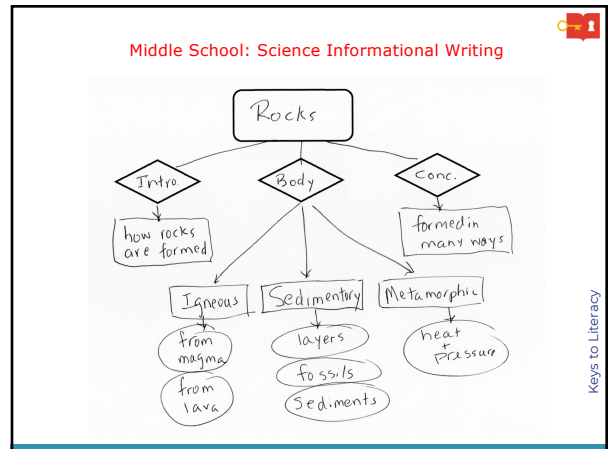 Middle School: Science Informational Writing
Rocks
Intro.
Body
Conc.
how rocks
are formed
formed in
many ways
Igneous
Sedimentory
Metamorphic
from
magma
from
lava
layers
fossils
Sediments
heat
+
pressure
Keys to Literacy